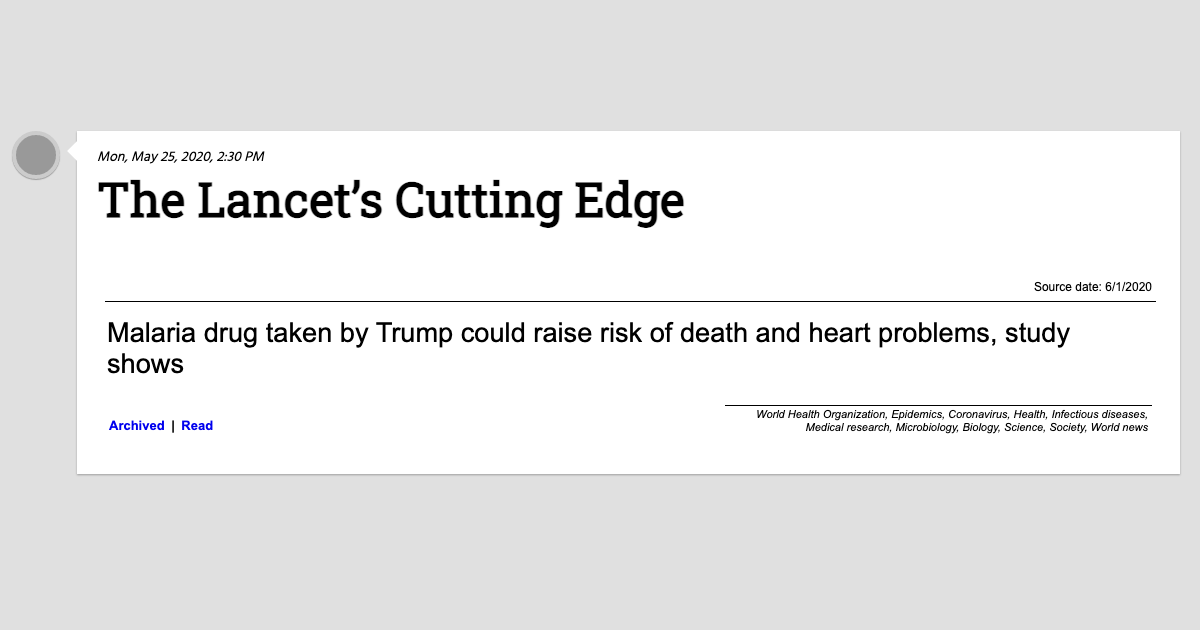 Mon, May 25, 2020, 2:30 PM
The Lancet’s Cutting Edge
Source date: 6/1/2020
Malaria drug taken by Trump could raise risk of death and heart problems, study
shows
Archived | Read
World Health Organization, Epidemics, Coronavirus, Health, Infectious diseases,
Medical research, Microbiology, Biology, Science, Society, World news